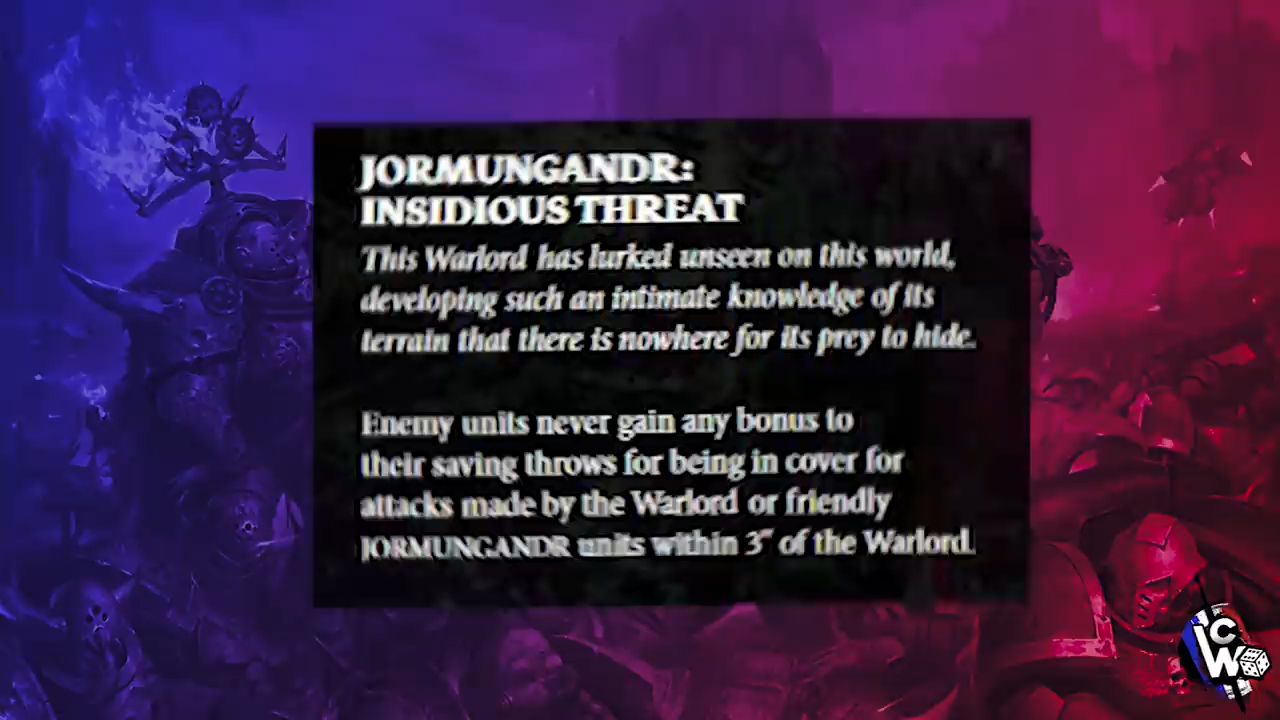 JORMUNGANDR:
INSIDIOUS THREAT
This Warlord has lurked unseen on this world,
developing such an intimate knowledge of its
terrain that there is nowhere for its prey to hide.
Enemy units never gain any bonus to
their saving throws for being in cover for
attacks made by the Warlord or friendly
JORMUNGANDR units within 3" of the Warlord.
ICW